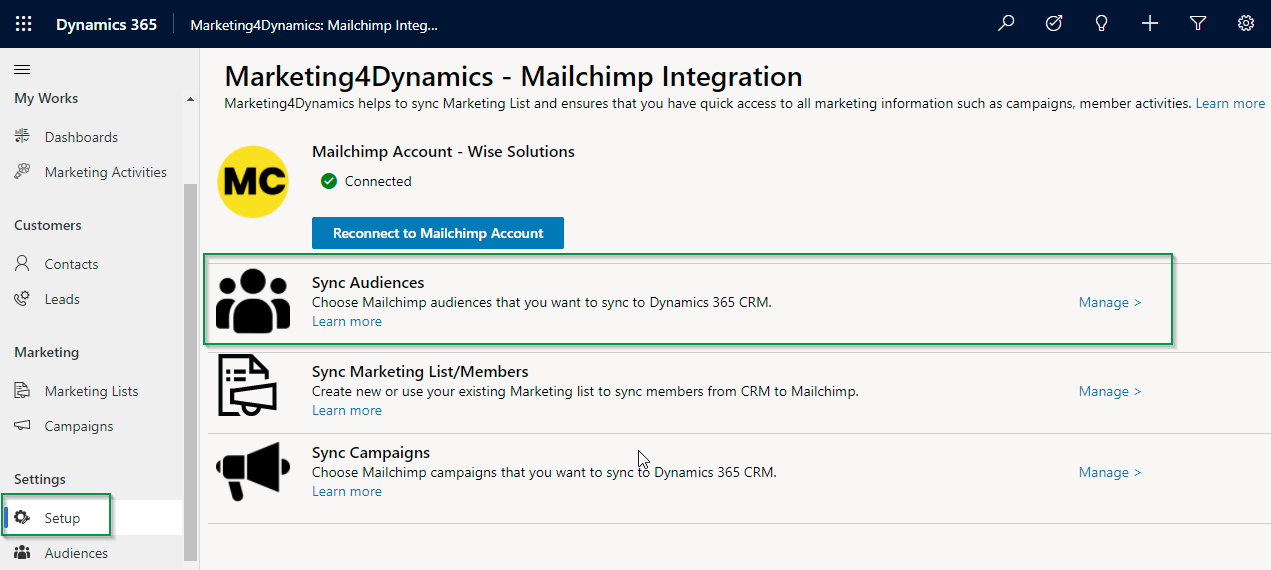 Dynamics 365
Marketing4Dynamics: Mailchimp Integ...
My Works
Dashboards
Marketing Activities
Customers
Contacts
Leads
Marketing
Marketing Lists
Campaigns
Settings
Setup
Audiences
Marketing4Dynamics - Mailchimp Integration
Marketing4Dynamics helps to sync Marketing List and ensures that you have quick access to all marketing information such as campaigns, member activities. Learn more
MC
Mailchimp Account - Wise Solutions
Connected
Reconnect to Mailchimp Account
Sync Audiences
Choose Mailchimp audiences that you want to sync to Dynamics 365 CRM.
Learn more
Manage >
Sync Marketing List/Members
Create new or use your existing Marketing list to sync members from CRM to Mailchimp.
Learn more
Manage >
Sync Campaigns
Choose Mailchimp campaigns that you want to sync to Dynamics 365 CRM.
Learn more
Manage >